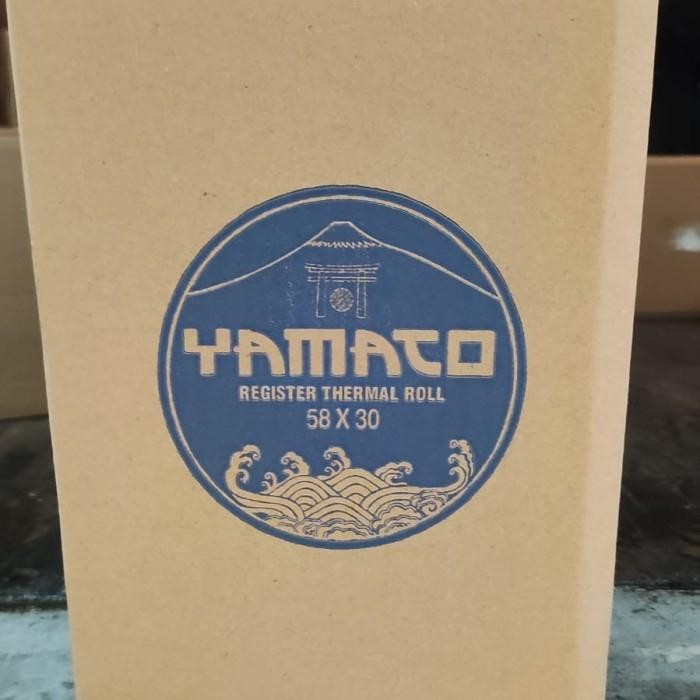 YAMATO
REGISTER THERMAL ROLL
58 X 30